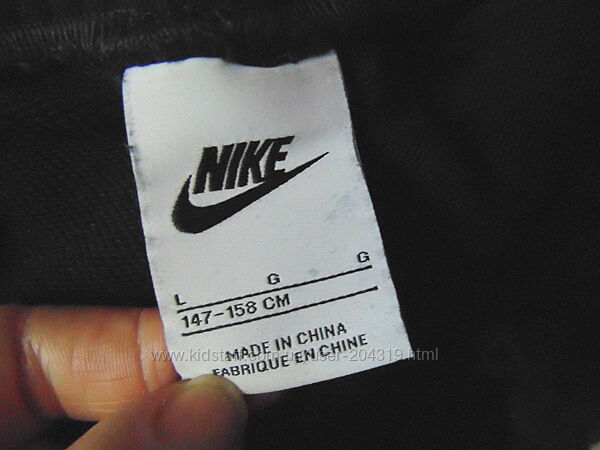 NIKE
L G G
147-158 CM
MADE IN CHINA
FABRIQUE EN CHINE